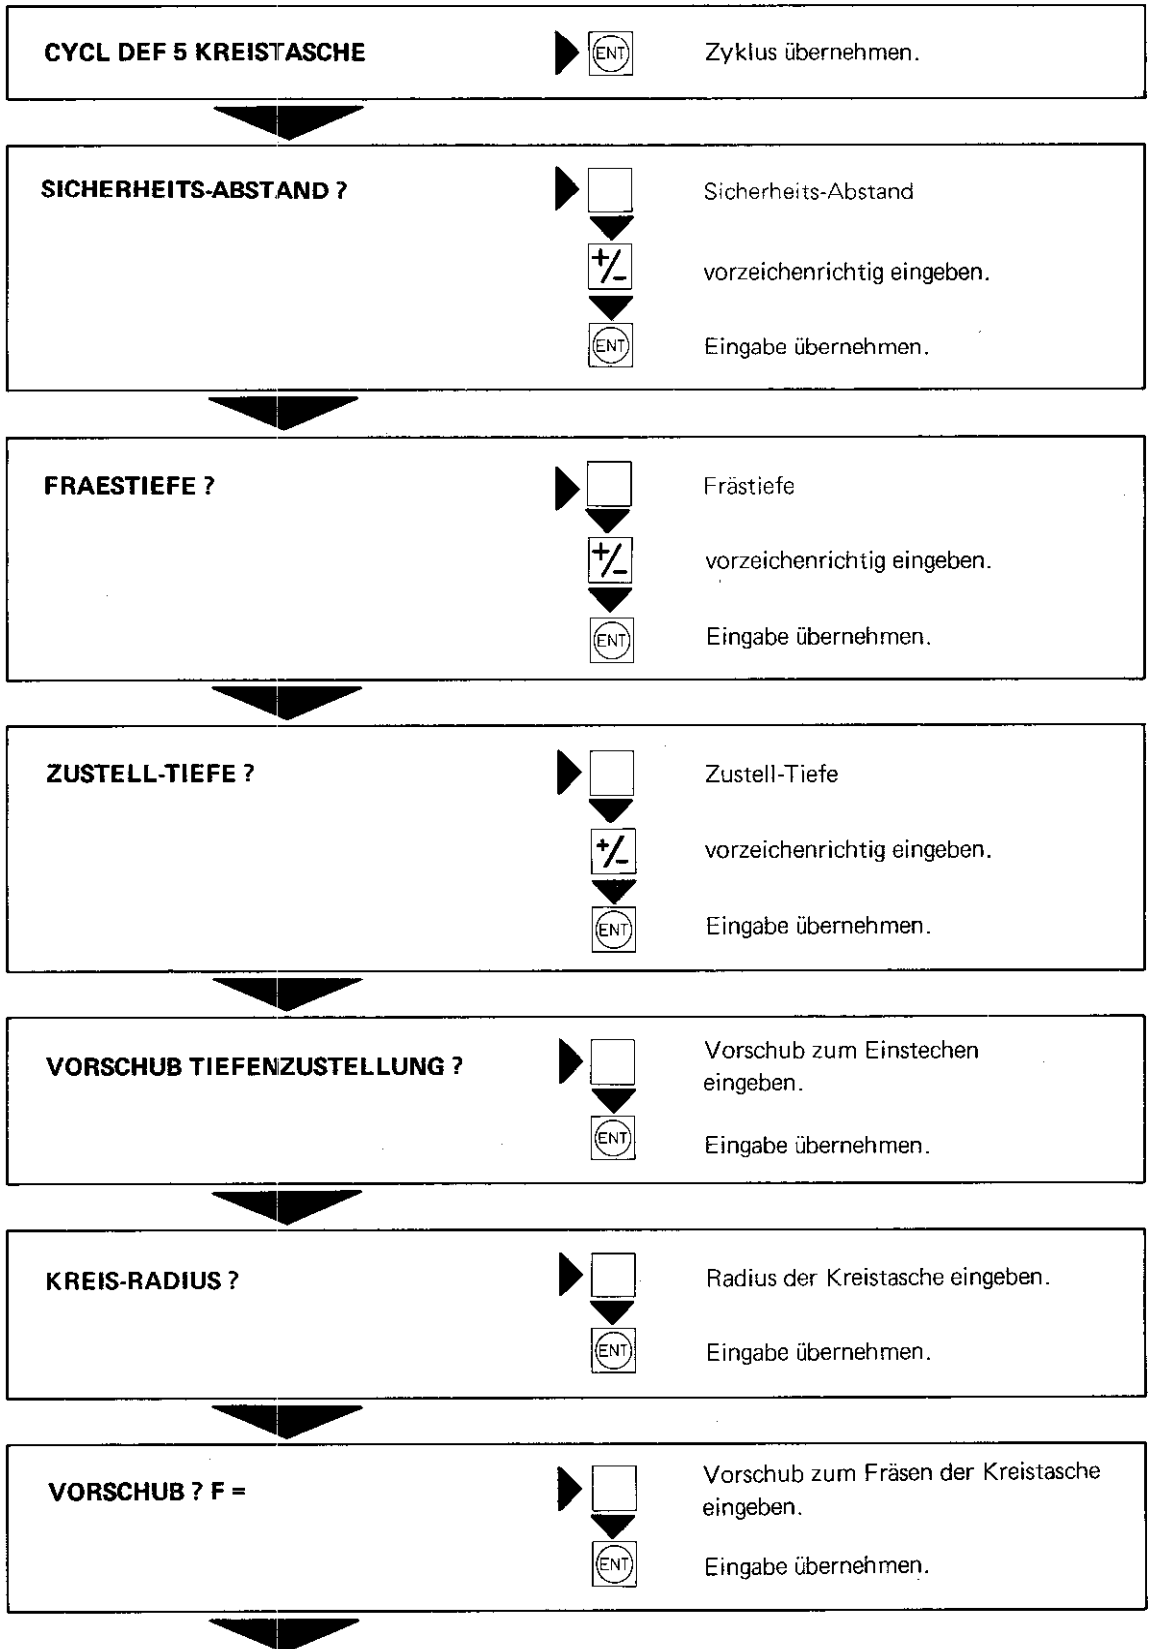 CYCL DEF 5 KREISTASCHE
ENT
Zyklus übernehmen.
SICHERHEITS-ABSTAND ?
Sicherheits-Abstand
+/-
vorzeichenrichtig eingeben.
ENT
Eingabe übernehmen.
FRAESTIEFE ?
Frästiefe
+/-
vorzeichenrichtig eingeben.
ENT
Eingabe übernehmen.
ZUSTELL-TIEFE ?
Zustell-Tiefe
+/-
vorzeichenrichtig eingeben.
ENT
Eingabe übernehmen.
VORSCHUB TIEFENZUSTELLUNG ?
Vorschub zum Einstechen
eingeben.
ENT
Eingabe übernehmen.
KREIS-RADIUS ?
Radius der Kreistasche eingeben.
ENT
Eingabe übernehmen.
VORSCHUB ? F =
Vorschub zum Fräsen der Kreistasche
eingeben.
ENT
Eingabe übernehmen.